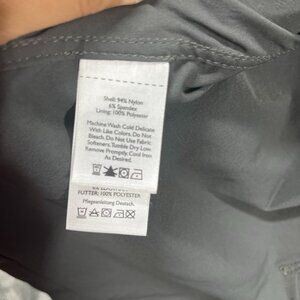 Shell: 94% Nylon
6% Spandex
Lining: 100% Polyester
Machine Wash Cold Delicate
With Like Colors. Do Not
Bleach. Do Not Use Fabric
Softeners. Tumble Dry Low
Remove Promptly. Cool Iron
As Desired.
FUTTER: 100% POLYESTER
Pflegeanleitung Deutsch.